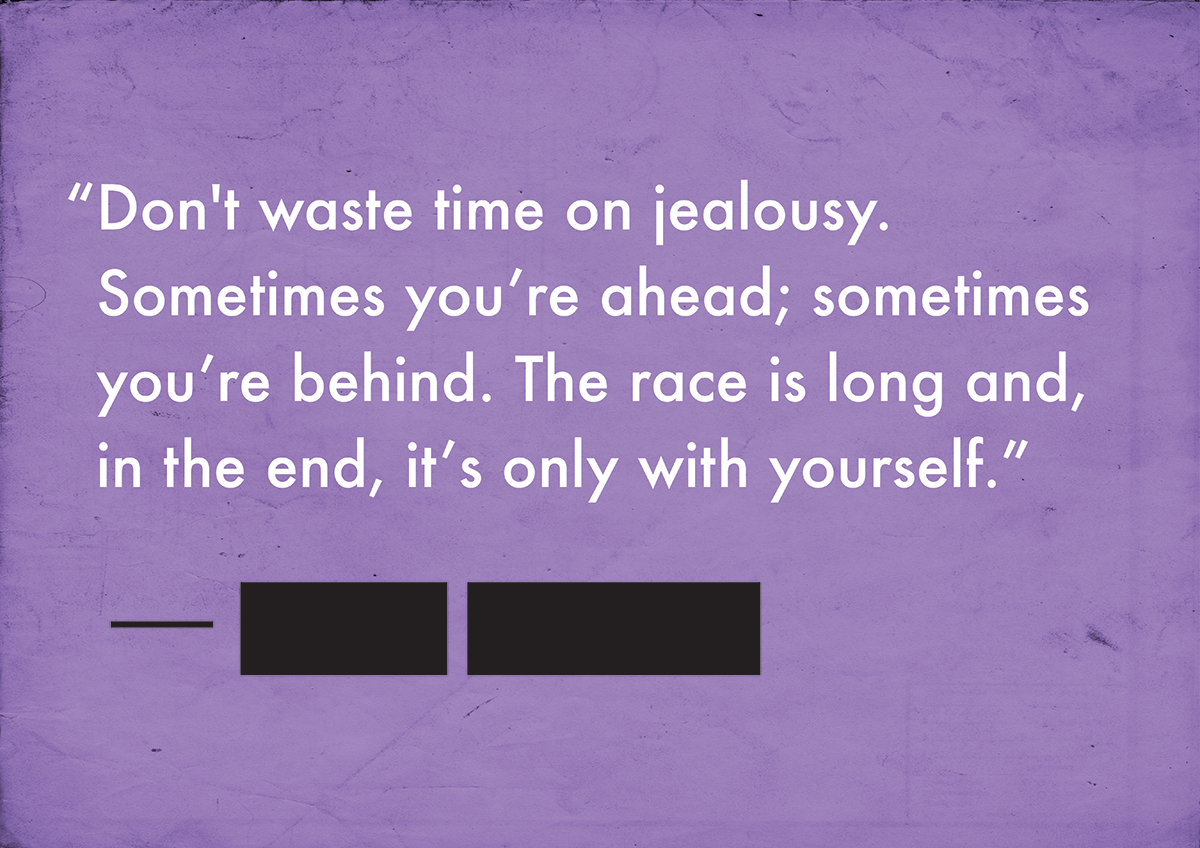 “Don't waste time on jealousy.
Sometimes you’re ahead; sometimes
you’re behind. The race is long and,
in the end, it’s only with yourself.”